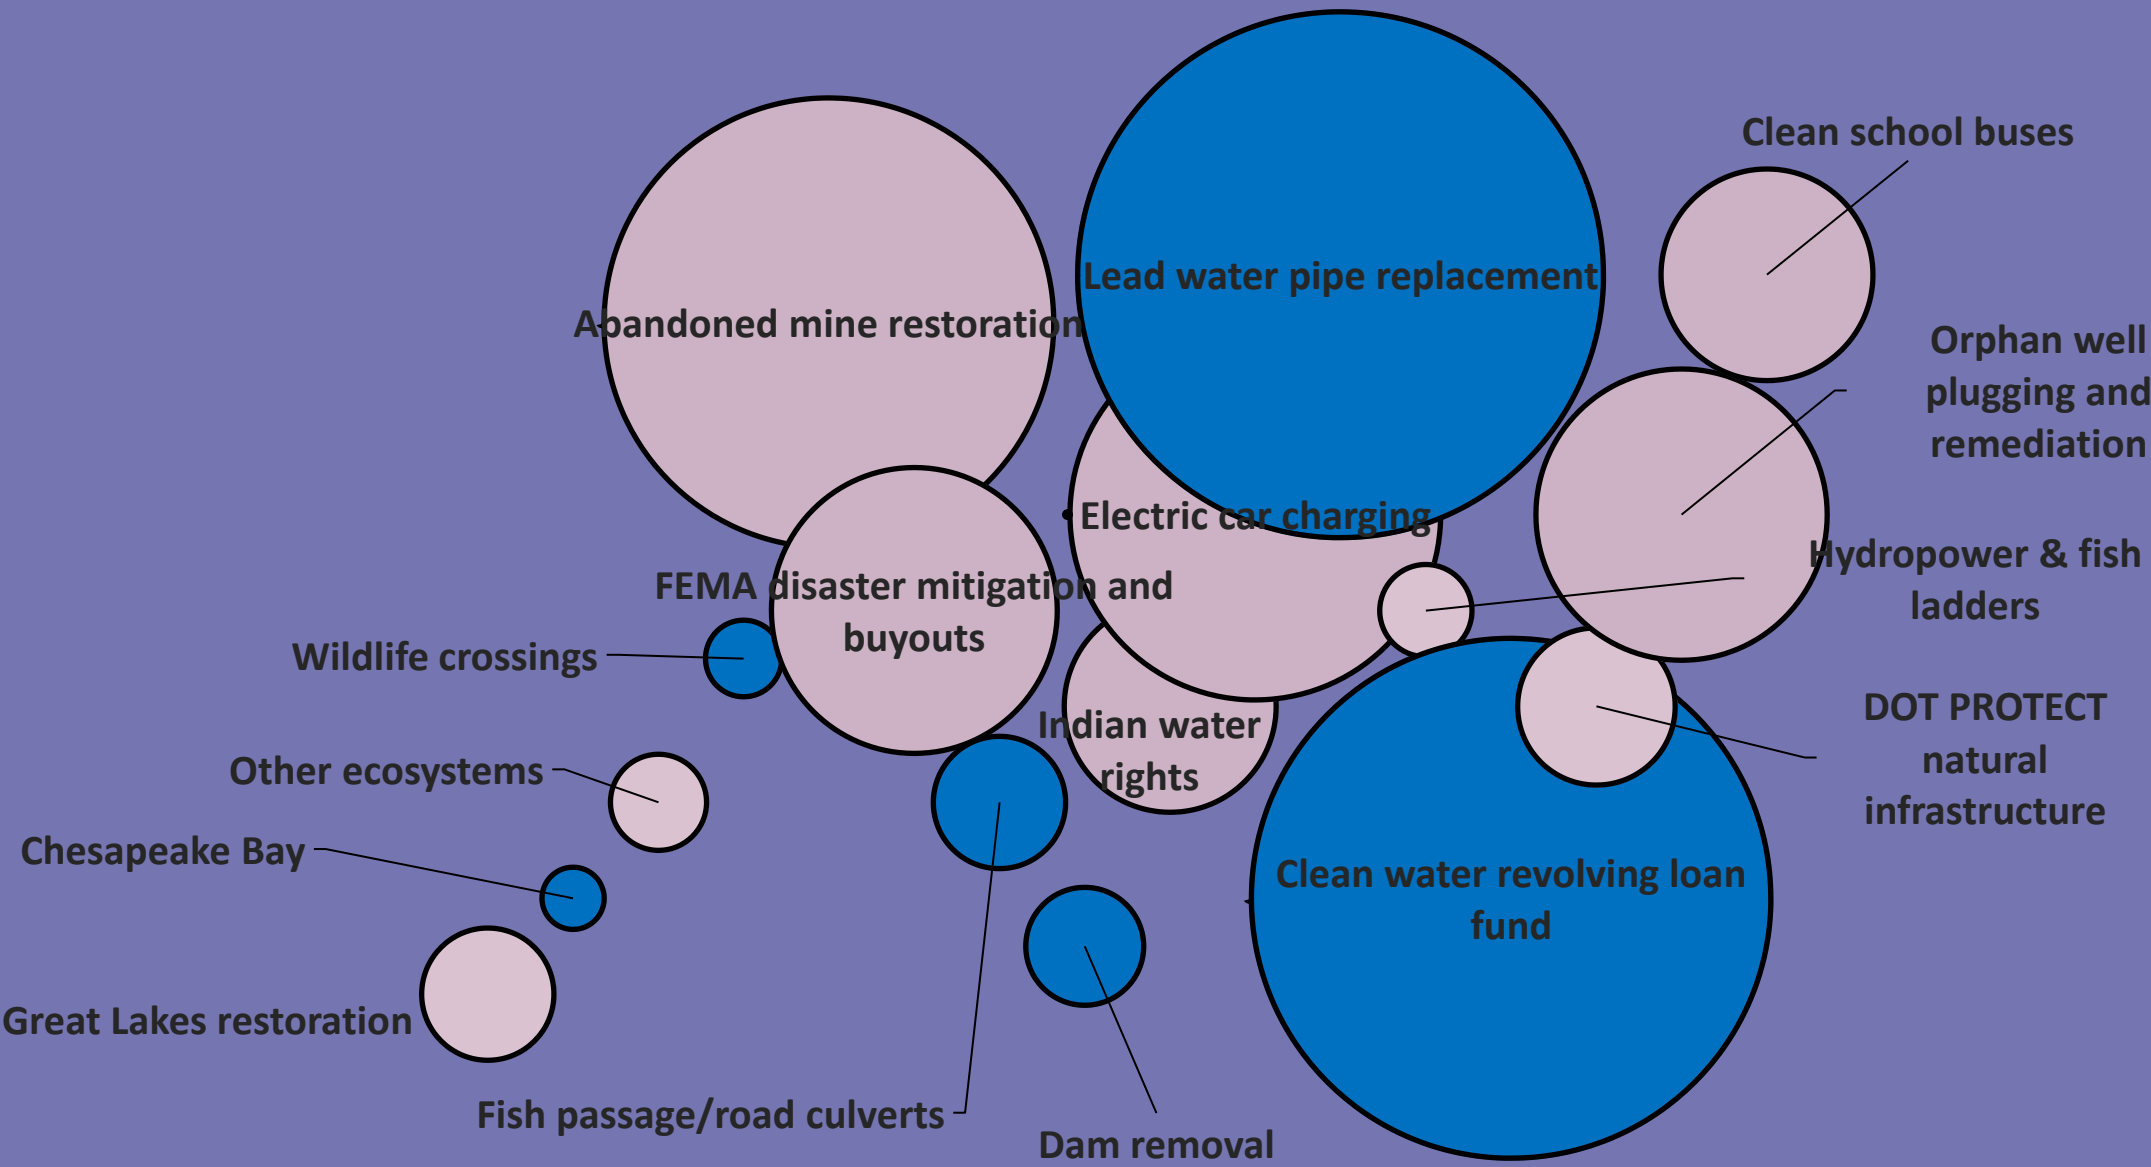 Clean school buses
Lead water pipe replacement
Abandoned mine restoration
Orphan well
plugging and
remediation
Electric car charging
Hydropower & fish
ladders
FEMA disaster mitigation and
buyouts
Wildlife crossings
Indian water
rights
DOT PROTECT
natural
infrastructure
Other ecosystems
Chesapeake Bay
Clean water revolving loan
fund
Great Lakes restoration
Fish passage/road culverts
Dam removal